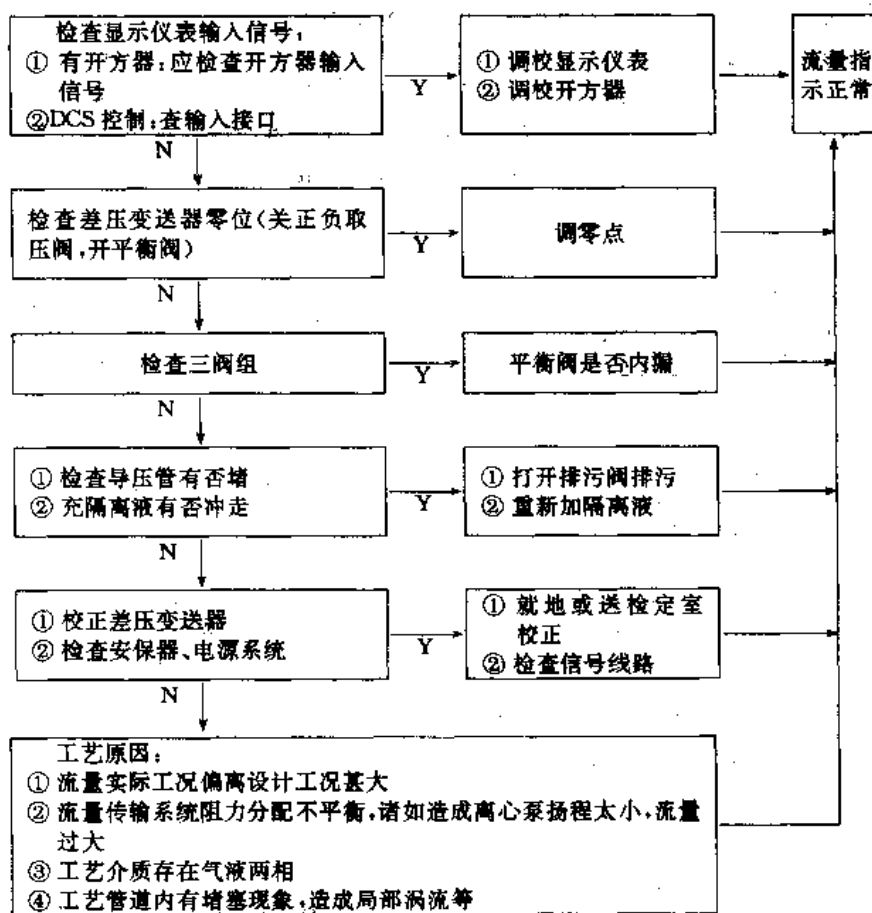 检查显示仪表输入信号:
① 有开方器:应检查开方器输入
信号
②DCS 控制:查输入接口
Y
① 调校显示仪表
② 调校开方器
流量指
示正常
N
检查差压变送器零位(关正负取
压阀,开平衡阀)
Y
调零点
N
检查三阀组
Y
平衡阀是否内漏
N
① 检查导压管有否堵
② 充隔离液有否冲走
Y
① 打开排污阀排污
② 重新加隔离液
N
① 校正差压变送器
② 检查安保器、电源系统
Y
① 就地或送检定室
校正
② 检查信号线路
N
工艺原因:
① 流量实际工况偏离设计工况甚大
② 流量传输系统阻力分配不平衡,诸如造成离心泵扬程太小,流量
过大
③ 工艺介质存在气液两相
④ 工艺管道内有堵塞现象,造成局部涡流等